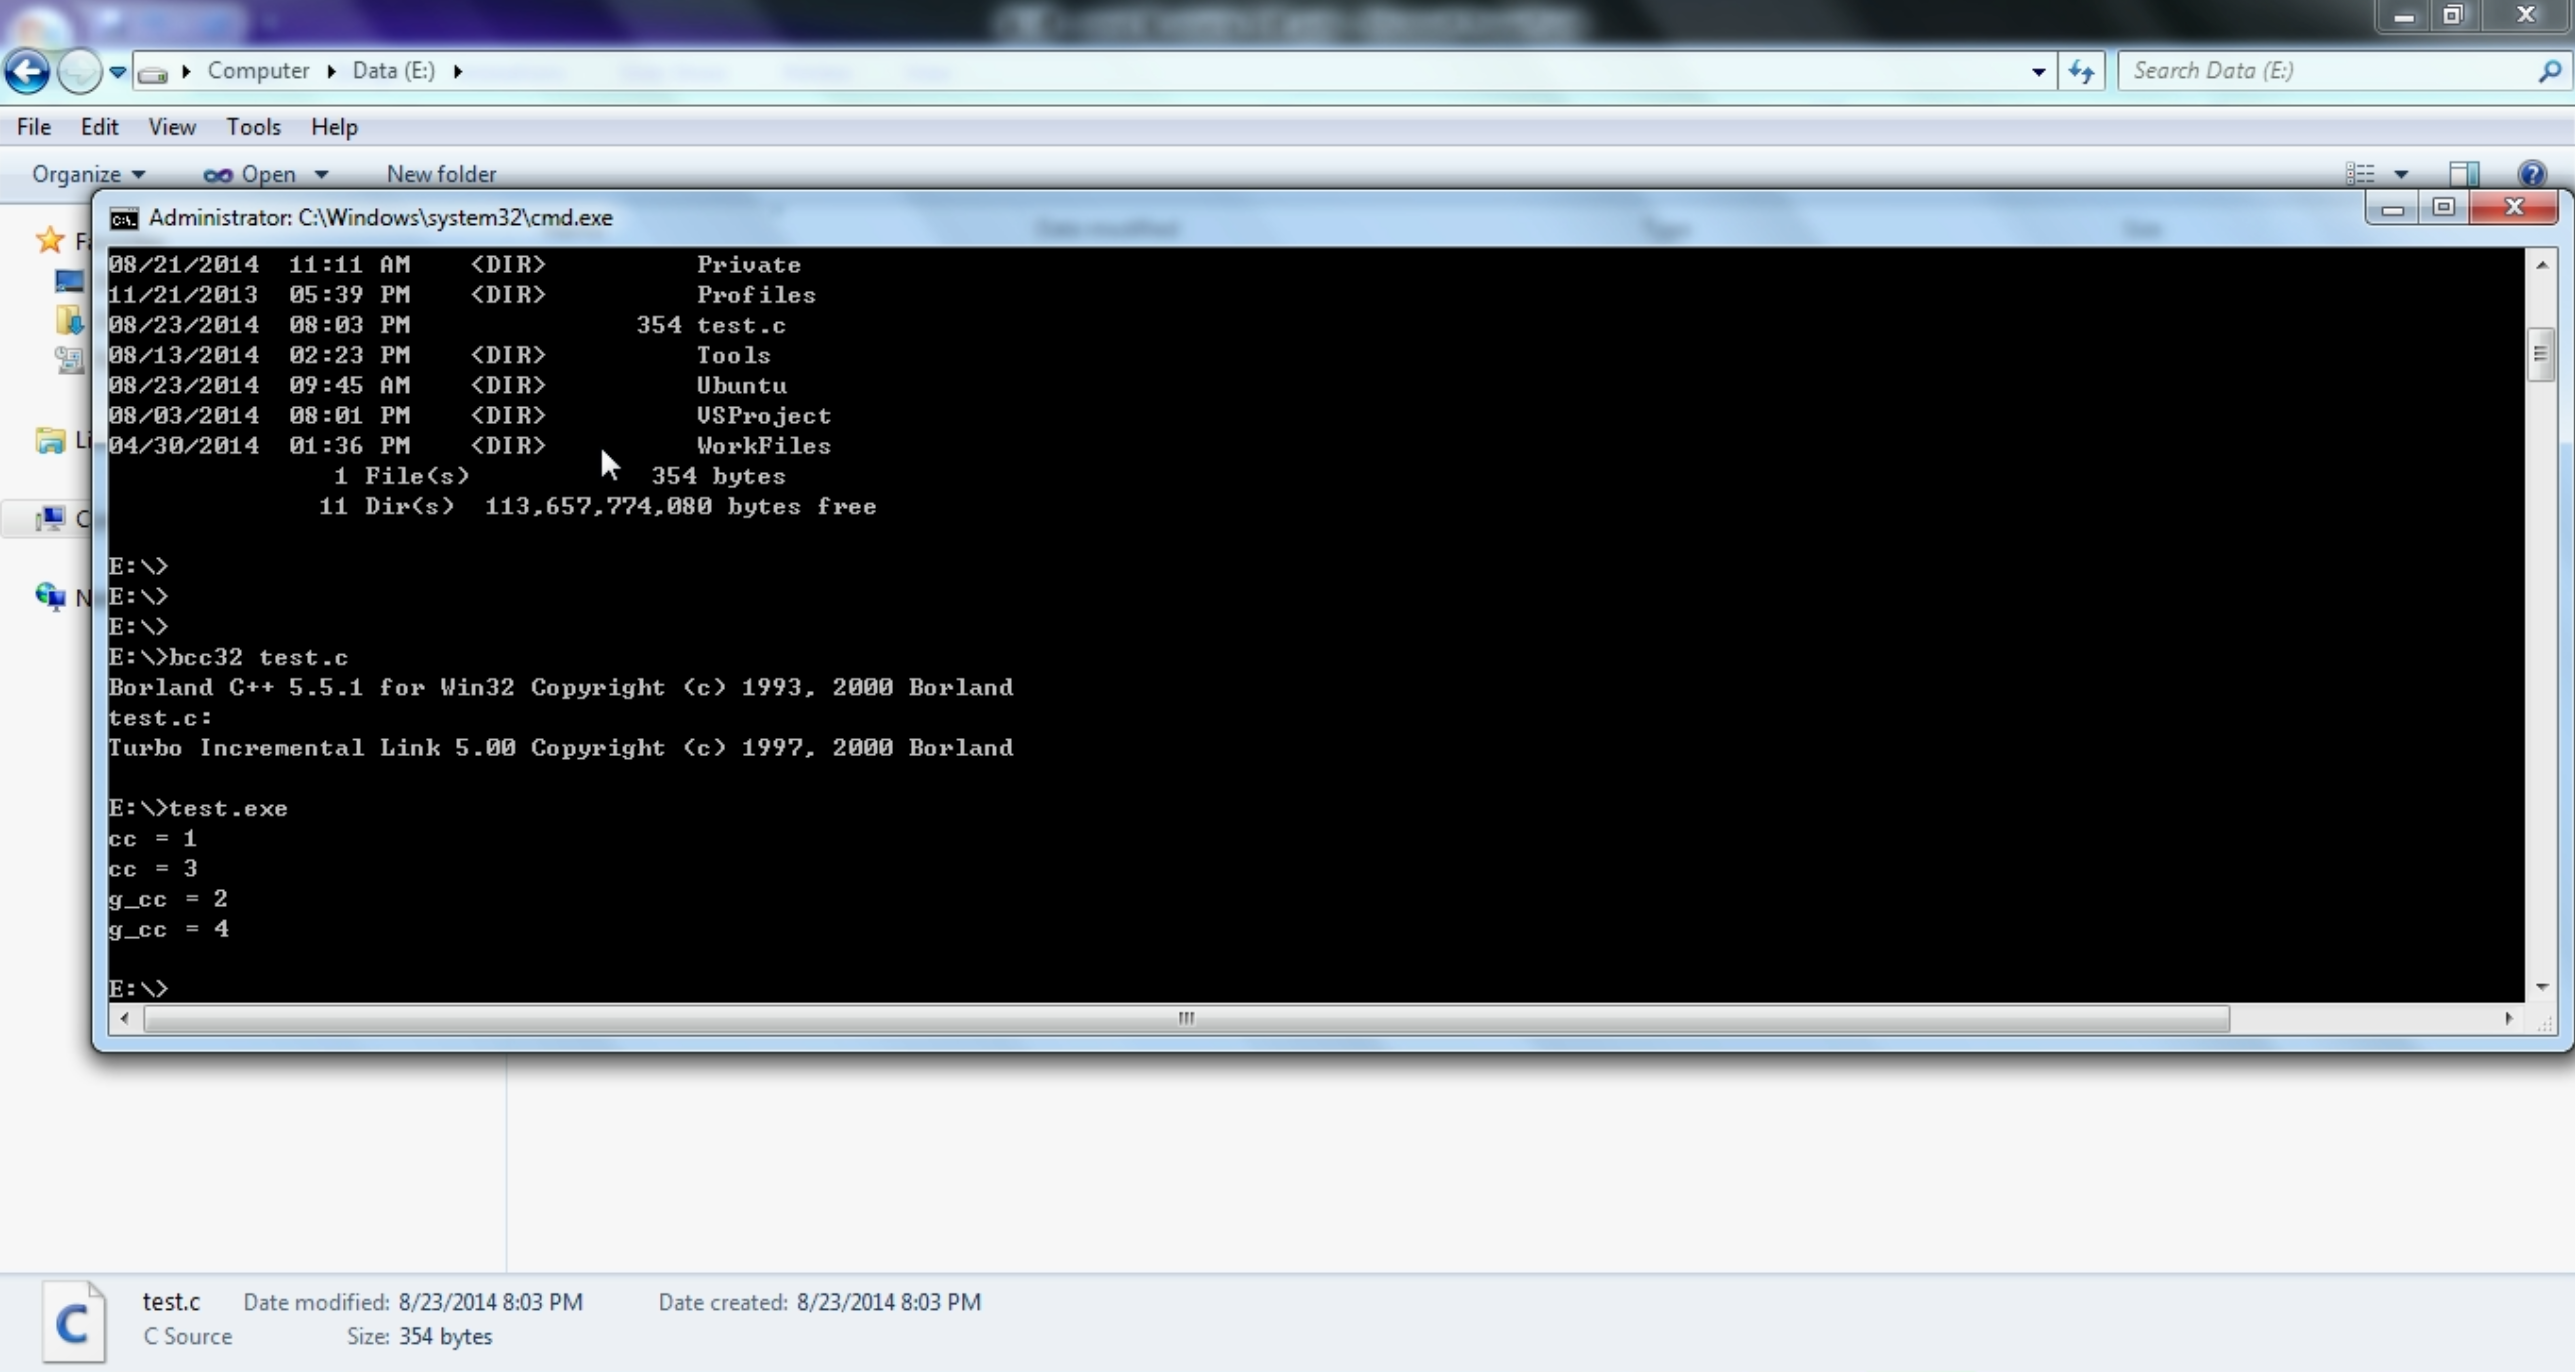 Computer Data (E:) Search Data (E:)
File Edit View Tools Help
Organize Open New folder
Administrator: C:\Windows\system32\cmd.exe
08/21/2014 11:11 AM <DIR> Private
11/21/2013 05:39 PM <DIR> Profiles
08/23/2014 08:03 PM 354 test.c
08/13/2014 02:23 PM <DIR> Tools
08/23/2014 09:45 AM <DIR> Ubuntu
08/03/2014 08:01 PM <DIR> VSProject
04/30/2014 01:36 PM <DIR> WorkFiles
1 File(s) 354 bytes
11 Dir(s) 113,657,774,080 bytes free
E:\>
E:\>
E:\>
E:\>bcc32 test.c
Borland C++ 5.5.1 for Win32 Copyright (c) 1993, 2000 Borland
test.c:
Turbo Incremental Link 5.00 Copyright (c) 1997, 2000 Borland
E:\>test.exe
cc = 1
cc = 3
g_cc = 2
g_cc = 4
E:\>
test.c Date modified: 8/23/2014 8:03 PM Date created: 8/23/2014 8:03 PM
C Source Size: 354 bytes